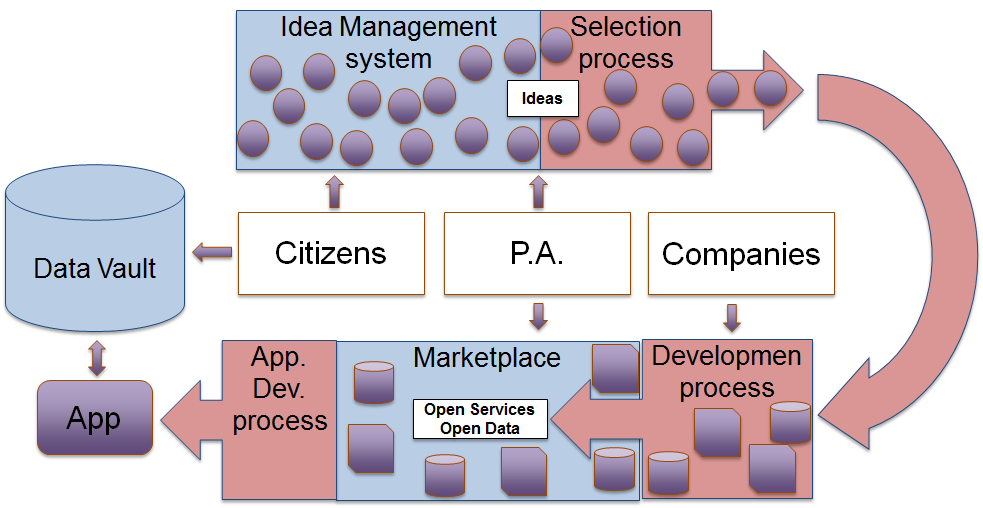 Idea Management
system
Selection
process
Ideas
Data Vault
Citizens
P.A.
Companies
App
App.
Dev.
process
Marketplace
Open Services
Open Data
Developmen
process